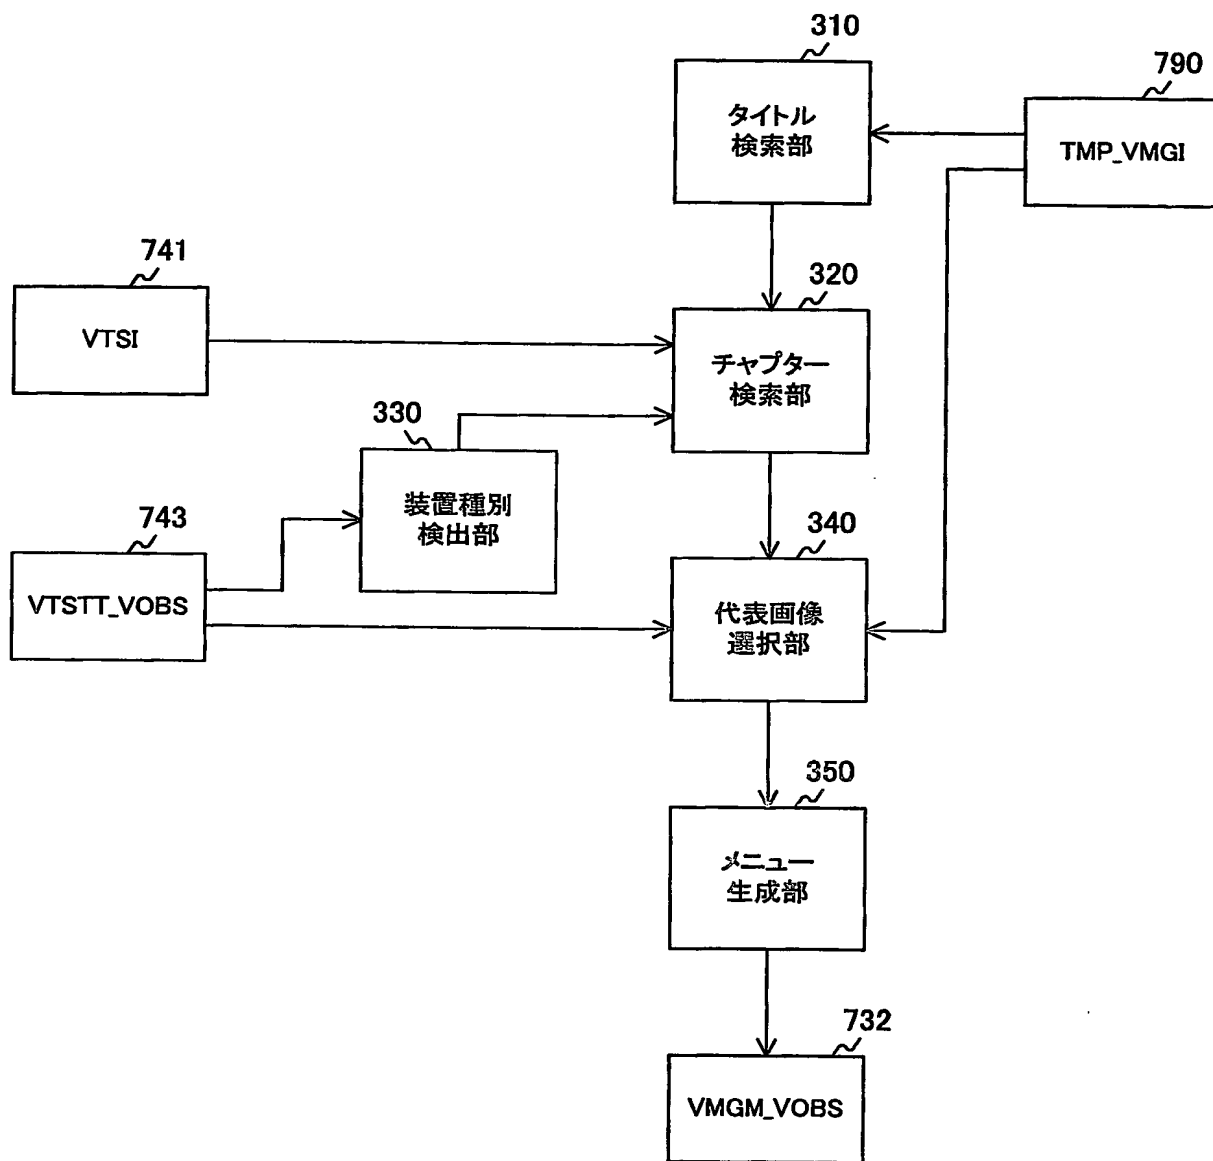 310
タイトル
検索部
790
TMP_VMGI
741
VTSI
320
チャプター
検索部
330
装置種別
検出部
743
VTSTT_VOBS
340
代表画像
選択部
350
メニュー
生成部
732
VMGM_VOBS